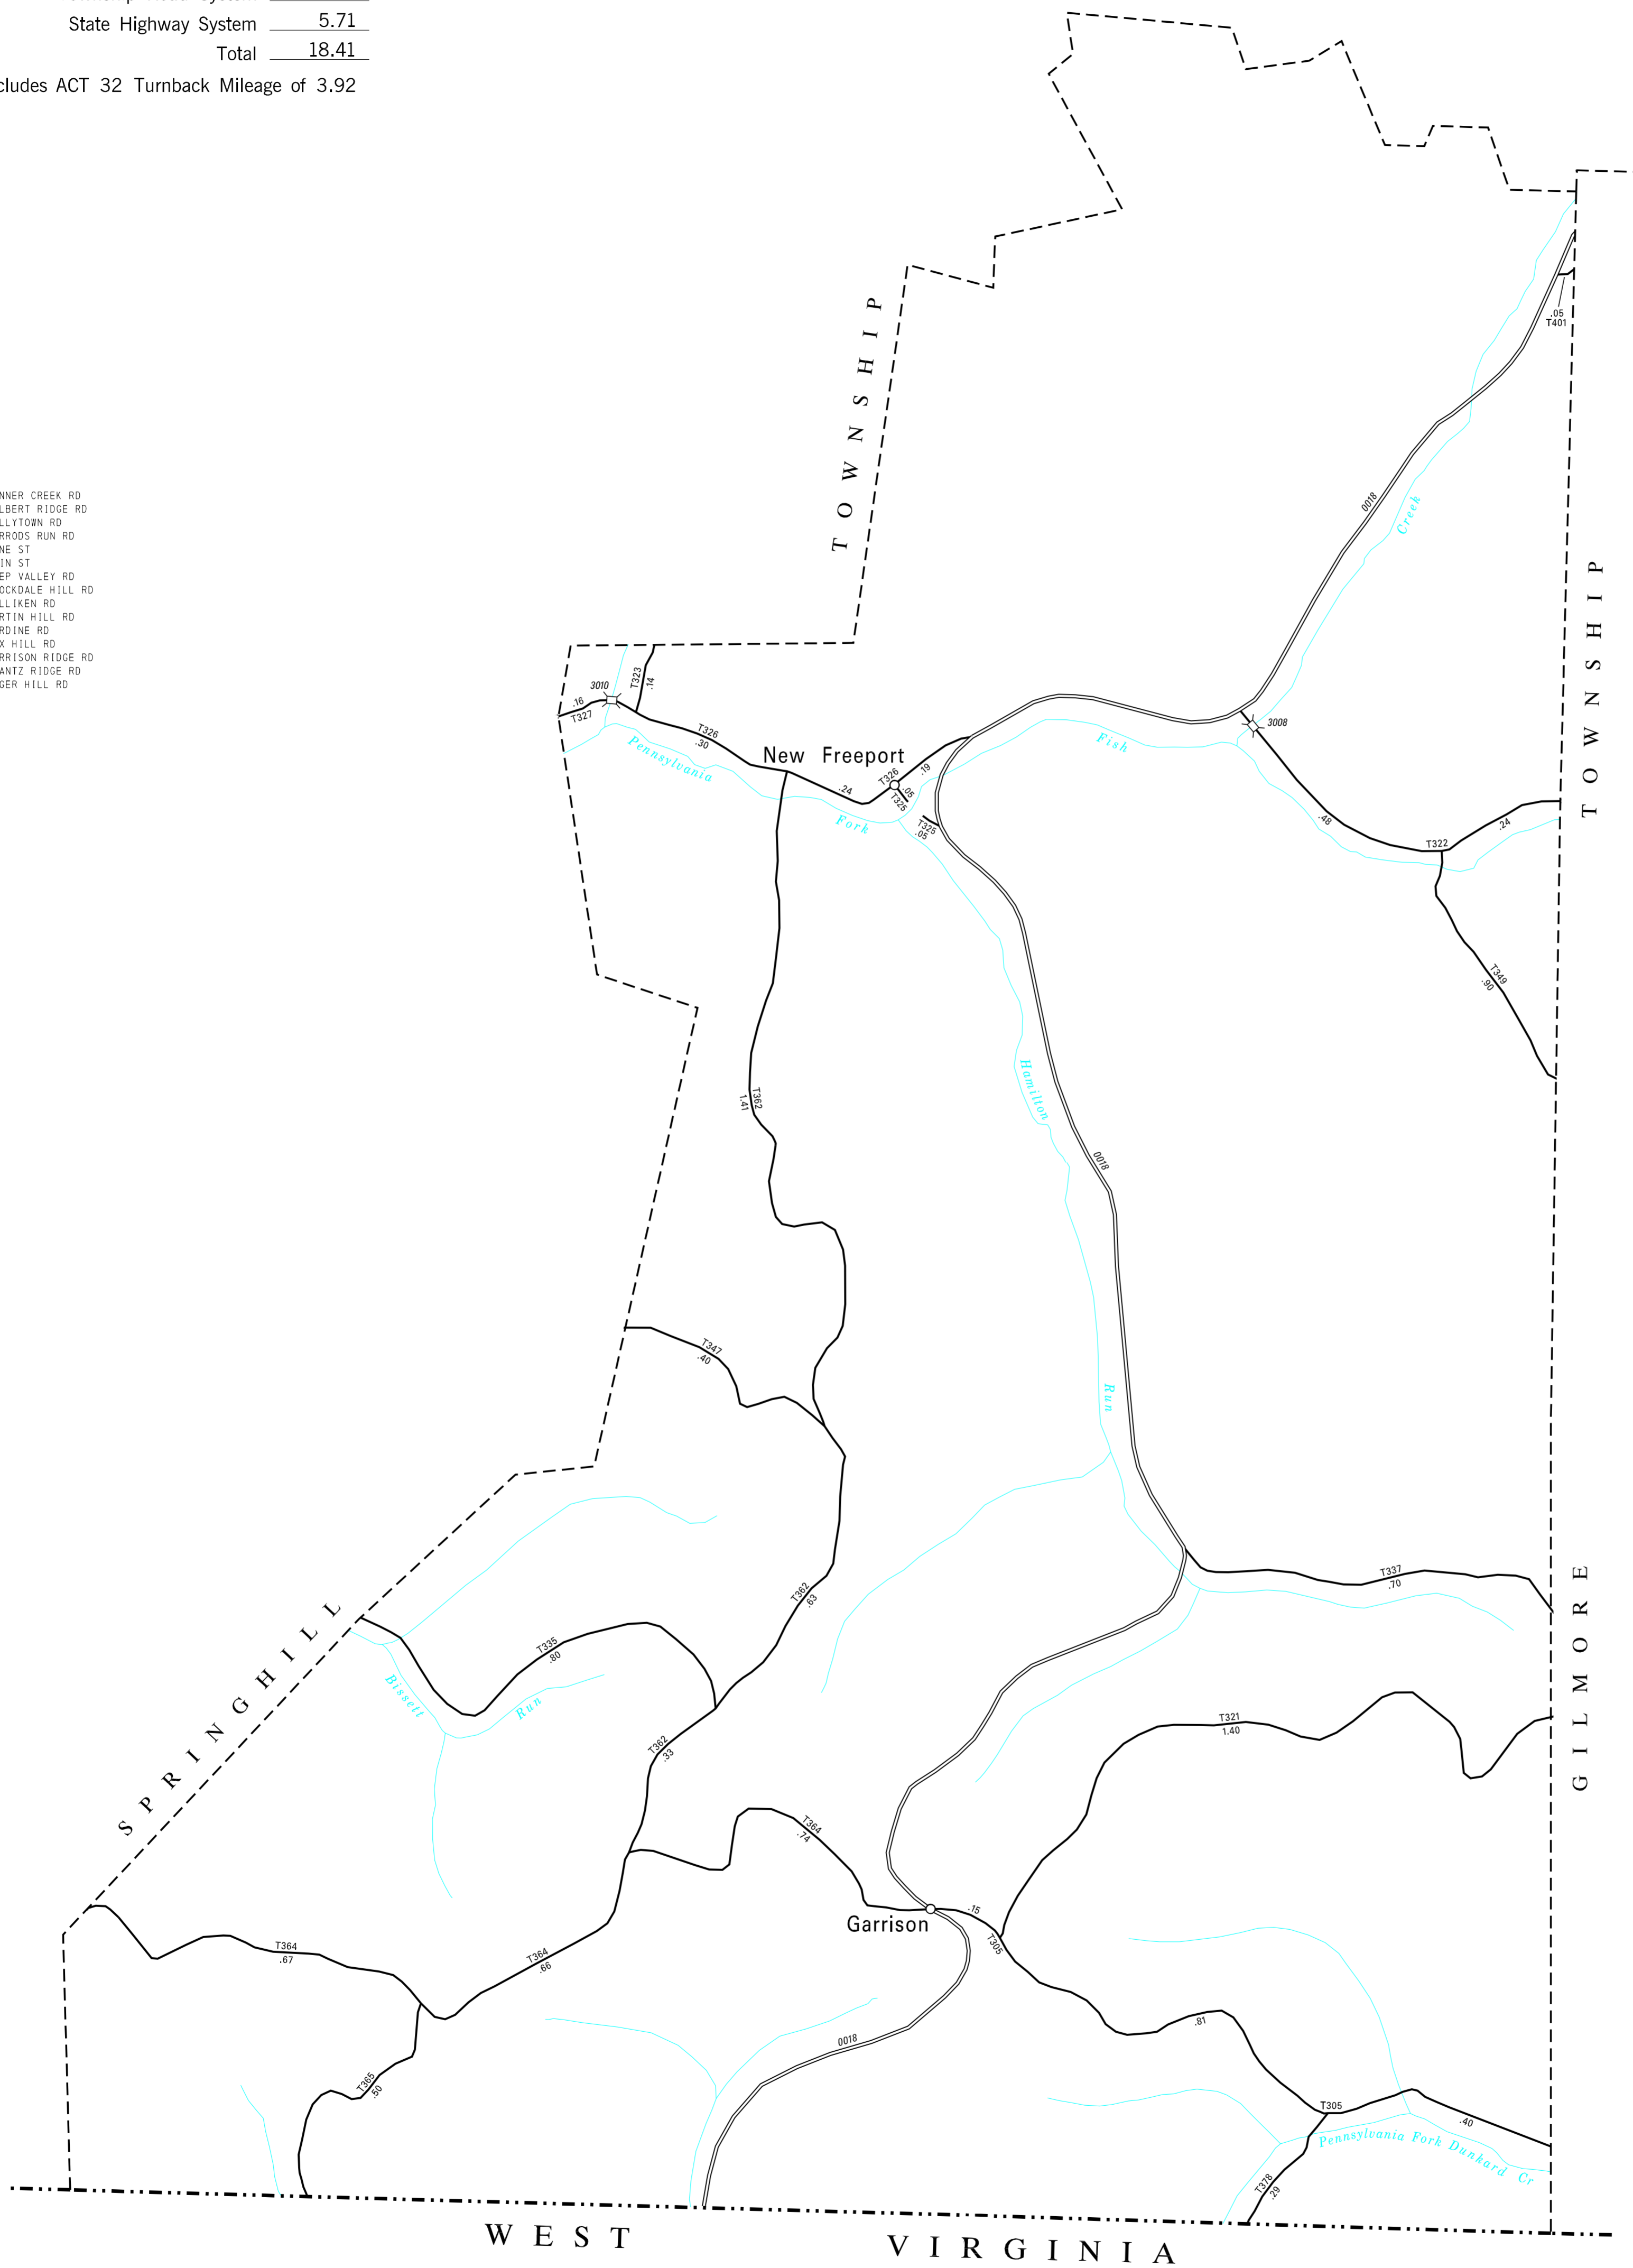 State Highway System 5.71
Total 18.41
cludes ACT 32 Turnback Mileage of 3.92
NNER CREEK RD
LBERT RIDGE RD
LLYTOWN RD
RRODS RUN RD
NE ST
IN ST
EP VALLEY RD
OCKDALE HILL RD
LLIKEN RD
RTIN HILL RD
RDINE RD
X HILL RD
RRISON RIDGE RD
ANTZ RIDGE RD
GER HILL RD
TOWNSHIP
.05
T401
0018
Creek
TOWNSHIP
3010
.16
T327
T323
.14
T326
.30
Pennsylvania
New Freeport
.24
Fork
T326
.19
.05
T325
T325
.05
Fish
3008
.48
T322
.24
T349
.90
T362
1.41
Hamilton
0018
T347
.40
Run
T362
.63
T337
.70
GILMORE
SPRINGHILL
T335
.80
Bissett
Run
T362
.33
T321
1.40
T364
.74
Garrison
.15
T305
T364
.67
T364
.66
0018
.81
T365
.50
T305
.40
Pennsylvania Fork Dunkard Cr
T378
.29
WEST VIRGINIA